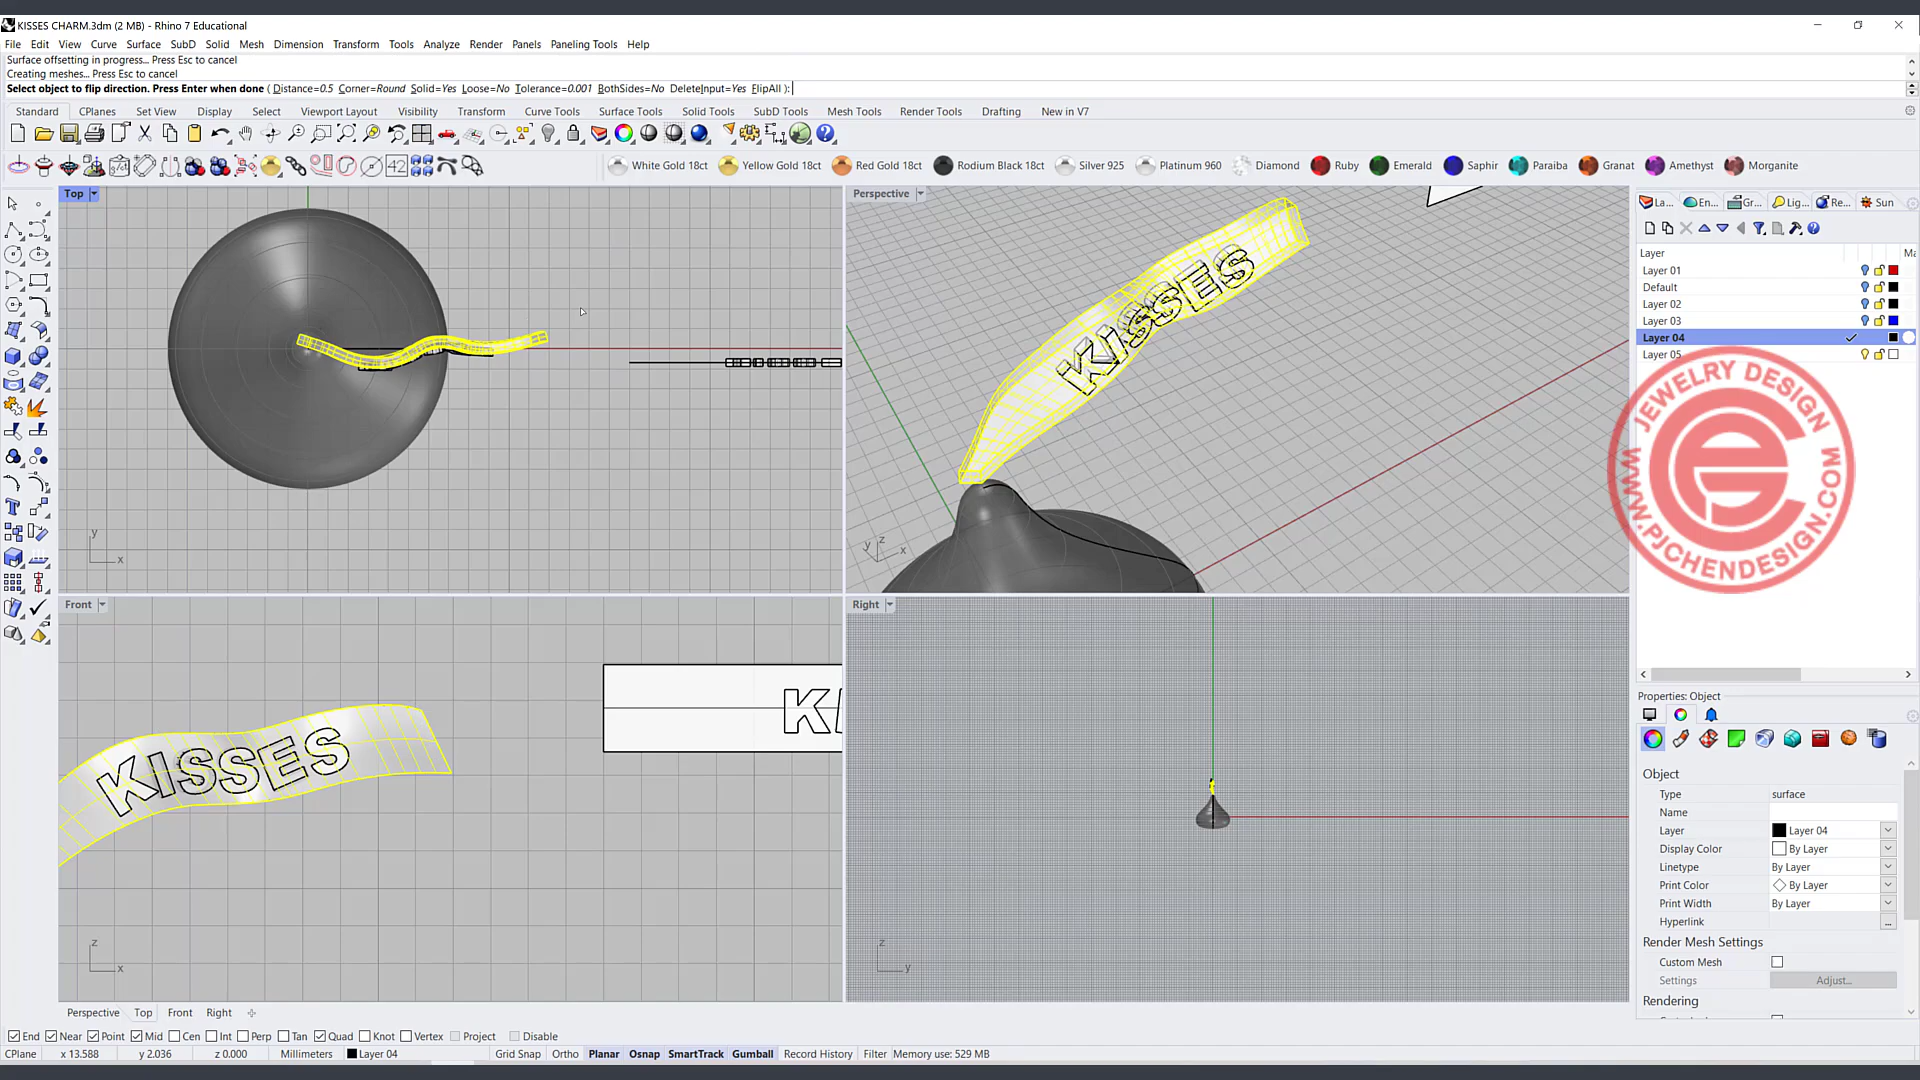 KISSES CHARM.3dm (2 MB) - Rhino 7 Educational
File Edit View Curve Surface SubD Solid Mesh Dimension Transform Tools Analyze Render Panels Paneling Tools Help
Surface offsetting in progress... Press Esc to cancel
Creating meshes... Press Esc to cancel
Select object to flip direction. Press Enter when done ( Distance=0.5 Corner=Round Solid=Yes Loose=No Tolerance=0.001 BothSides=No DeleteInput=Yes FlipAll ):
Standard CPlanes Set View Display Select Viewport Layout Visibility Transform Curve Tools Surface Tools Solid Tools SubD Tools Mesh Tools Render Tools Drafting New in V7
White Gold 18ct Yellow Gold 18ct Red Gold 18ct Rodium Black 18ct Silver 925 Platinum 960 Diamond Ruby Emerald Saphir Paraiba Granat Amethyst Morganite
Top
Perspective
La... En... Gr... Lig... Re... Sun
Layer
Layer 01
Default
Layer 02
Layer 03
Layer 04
Layer 05
JEWELRY DESIGN
WWW.PJCHENDESIGN.COM
KISSES
y
x
y z x
Front
Right
KISSES
z
x
z
y
Properties: Object
Object
Type surface
Name
Layer Layer 04
Display Color By Layer
Linetype By Layer
Print Color By Layer
Print Width By Layer
Hyperlink ...
Render Mesh Settings
Custom Mesh
Settings Adjust...
Rendering
Perspective Top Front Right
End Near Point Mid Cen Int Perp Tan Quad Knot Vertex Project Disable
CPlane x 13.588 y 2.036 z 0.000 Millimeters Layer 04 Grid Snap Ortho Planar Osnap SmartTrack Gumball Record History Filter Memory use: 529 MB